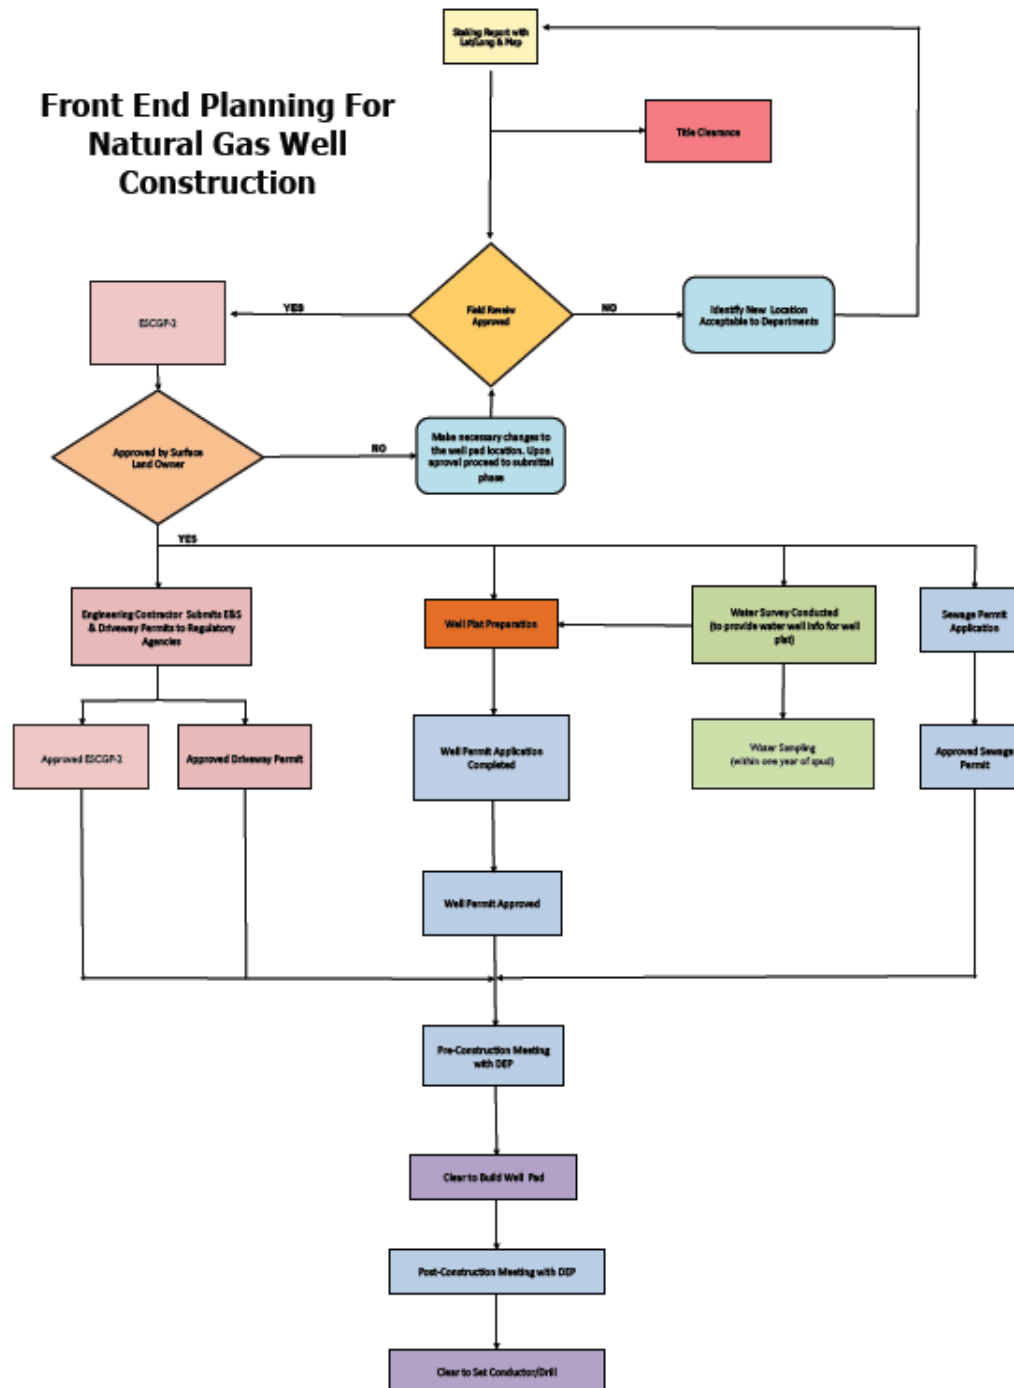 Staking Report with
Lat/Long & Map
Front End Planning For
Natural Gas Well
Construction
Title Clearance
ESCGP-2
YES
Field Reveiw
Approved
NO
Identify New Location
Acceptable to Departments
Approved by Surface
Land Owner
NO
Make necessary changes to
the well pad location. Upon
aproval proceed to submittal
phase
YES
Engineering Contractor Submits E&S
& Driveway Permits to Regulatory
Agencies
Well Plat Preparation
Water Survey Conducted
(to provide water well info for well
plat)
Sewage Permit
Application
Approved ESCGP-2
Approved Driveway Permit
Well Permit Application
Completed
Water Sampling
(within one year of spud)
Approved Sewage
Permit
Well Permit Approved
Pre-Construction Meeting
with DEP
Clear to Build Well Pad
Post-Construction Meeting with DEP
Clear to Set Conductor/Drill